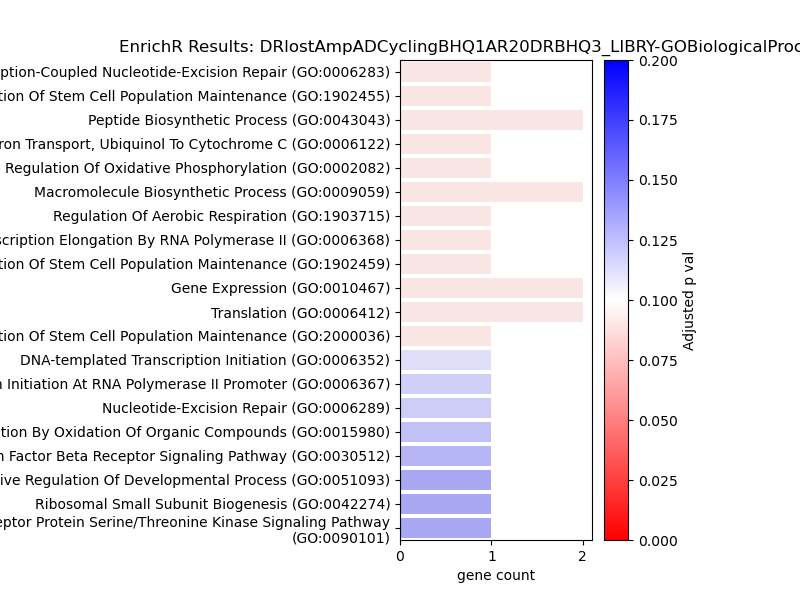 EnrichR Results: DRlostAmpADCyclingBHQ1AR20DRBHQ3_LIBRY-GOBiologicalProc
ption-Coupled Nucleotide-Excision Repair (GO:0006283)
tion Of Stem Cell Population Maintenance (GO:1902455)
Peptide Biosynthetic Process (GO:0043043)
ron Transport, Ubiquinol To Cytochrome C (GO:0006122)
Regulation Of Oxidative Phosphorylation (GO:0002082)
Macromolecule Biosynthetic Process (GO:0009059)
Regulation Of Aerobic Respiration (GO:1903715)
scription Elongation By RNA Polymerase II (GO:0006368)
tion Of Stem Cell Population Maintenance (GO:1902459)
Gene Expression (GO:0010467)
Translation (GO:0006412)
tion Of Stem Cell Population Maintenance (GO:2000036)
DNA-templated Transcription Initiation (GO:0006352)
n Initiation At RNA Polymerase II Promoter (GO:0006367)
Nucleotide-Excision Repair (GO:0006289)
tion By Oxidation Of Organic Compounds (GO:0015980)
n Factor Beta Receptor Signaling Pathway (GO:0030512)
ive Regulation Of Developmental Process (GO:0051093)
Ribosomal Small Subunit Biogenesis (GO:0042274)
eptor Protein Serine/Threonine Kinase Signaling Pathway
(GO:0090101)
0 1 2
gene count
0.200
0.175
0.150
0.125
0.100
0.075
0.050
0.025
0.000
Adjusted p val